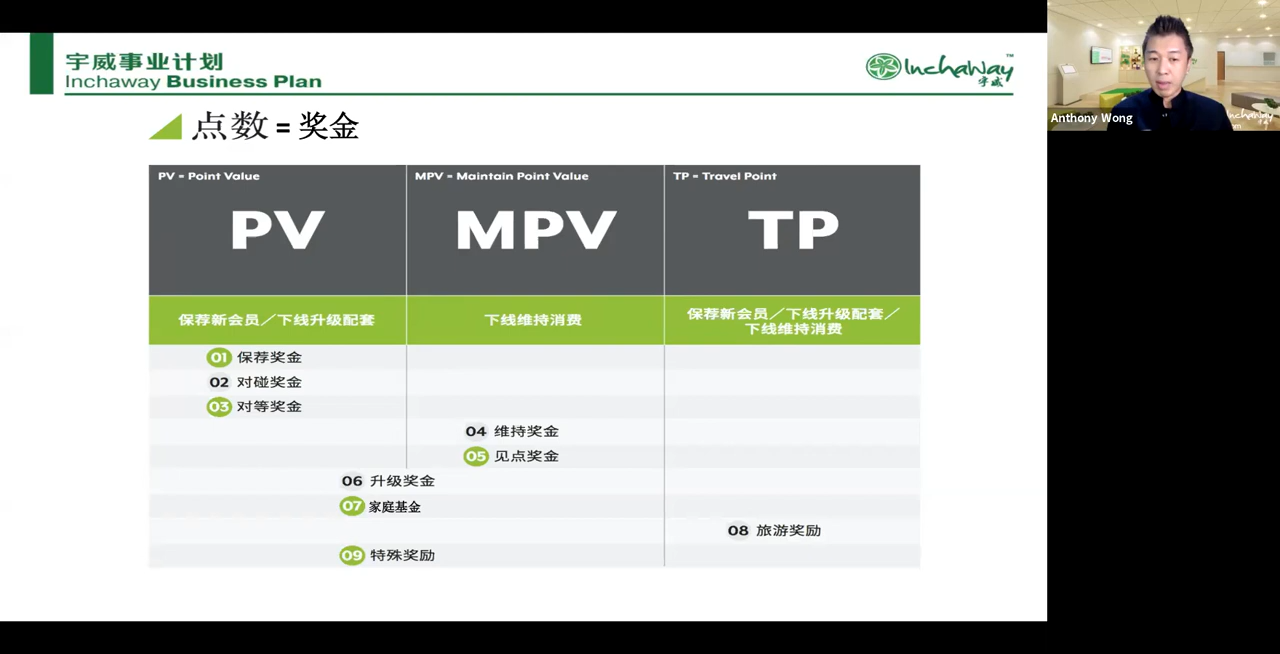 宇威事业计划
Inchaway Business Plan
InchaWay™
宇威
点数 = 奖金
PV = Point Value
MPV = Maintain Point Value
TP = Travel Point
PV
MPV
TP
保荐新会员／下线升级配套
下线维持消费
保荐新会员／下线升级配套／
下线维持消费
01 保荐奖金
02 对碰奖金
03 对等奖金
04 维持奖金
05 见点奖金
06 升级奖金
07 家庭基金
08 旅游奖励
09 特殊奖励
Anthony Wong